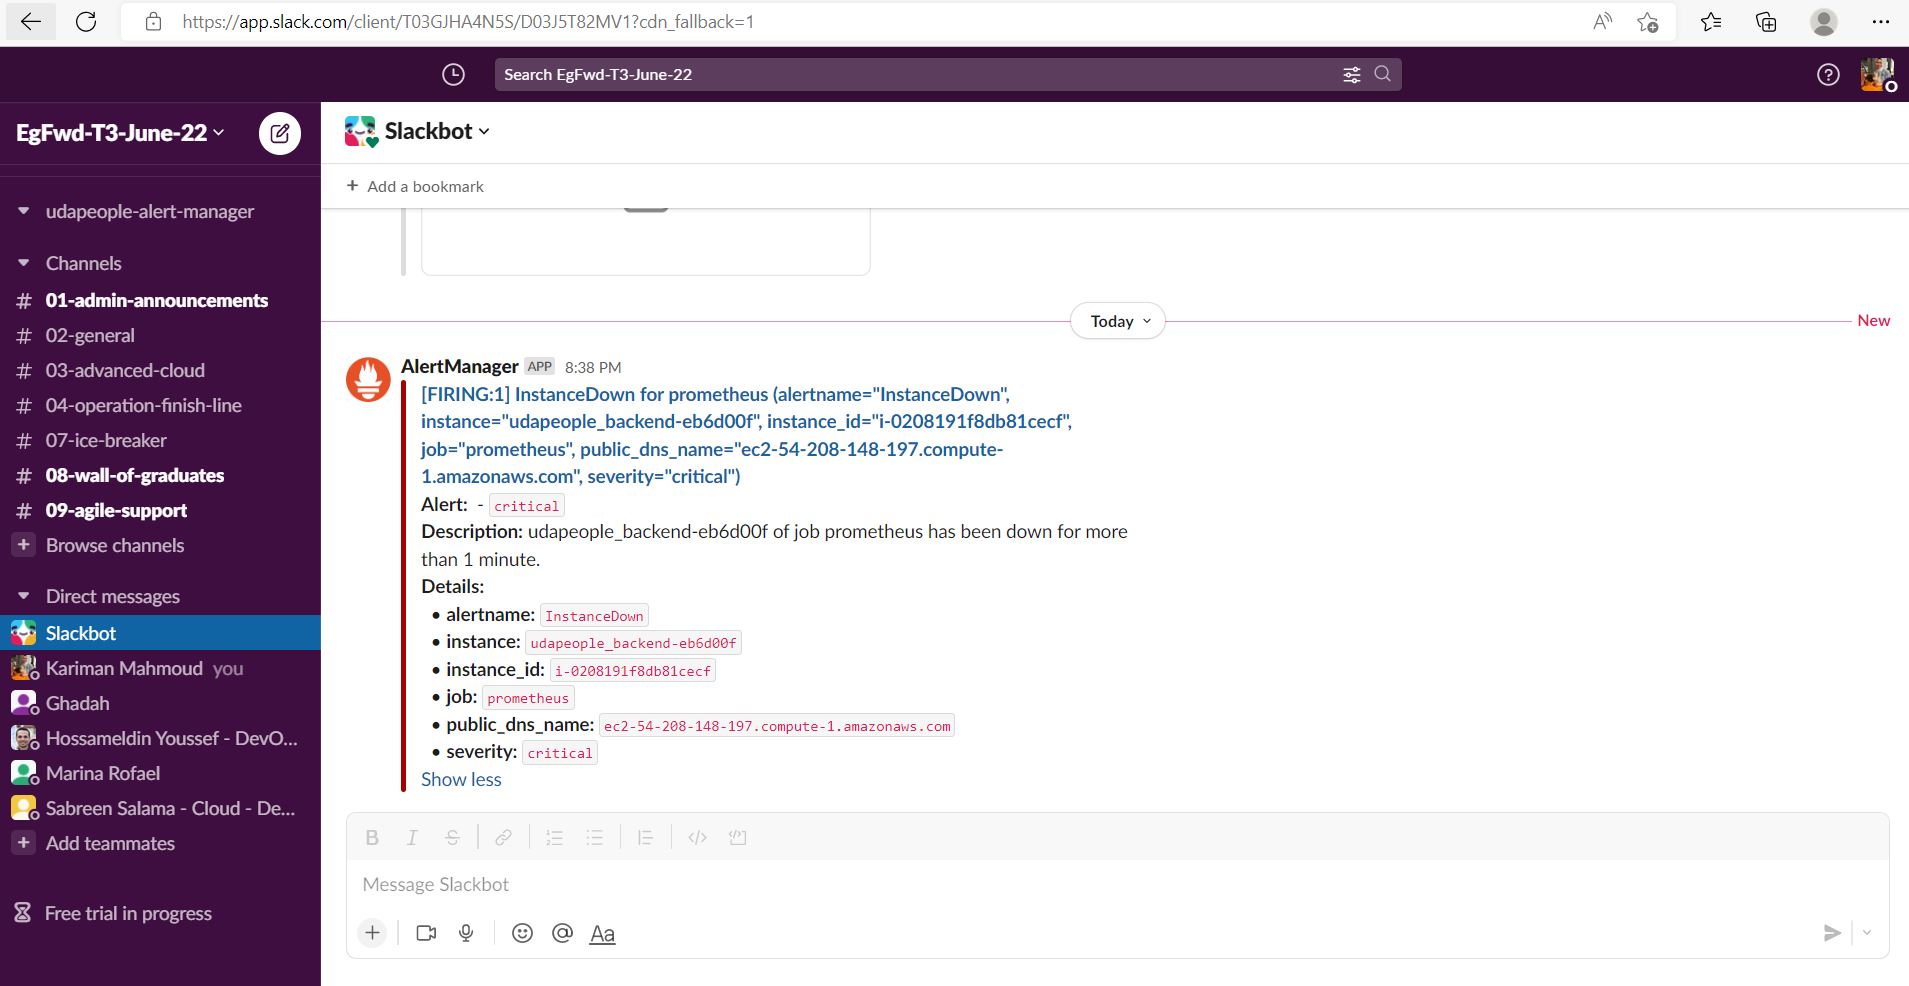 https://app.slack.com/client/T03GJHA4N5S/D03J5T82MV1?cdn_fallback=1
Search EgFwd-T3-June-22
EgFwd-T3-June-22
udapeople-alert-manager
Channels
# 01-admin-announcements
# 02-general
# 03-advanced-cloud
# 04-operation-finish-line
# 07-ice-breaker
# 08-wall-of-graduates
# 09-agile-support
+ Browse channels
Direct messages
Slackbot
Kariman Mahmoud you
Ghadah
Hossameldin Youssef - DevO...
Marina Rofael
Sabreen Salama - Cloud - De...
+ Add teammates
Free trial in progress
Slackbot
+ Add a bookmark
Today
New
AlertManager APP 8:38 PM
[FIRING:1] InstanceDown for prometheus (alertname="InstanceDown",
instance="udapeople_backend-eb6d00f", instance_id="i-0208191f8db81cecf",
job="prometheus", public_dns_name="ec2-54-208-148-197.compute-
1.amazonaws.com", severity="critical")
Alert: - critical
Description: udapeople_backend-eb6d00f of job prometheus has been down for more
than 1 minute.
Details:
• alertname: InstanceDown
• instance: udapeople_backend-eb6d00f
• instance_id: i-0208191f8db81cecf
• job: prometheus
• public_dns_name: ec2-54-208-148-197.compute-1.amazonaws.com
• severity: critical
Show less
B I S
Message Slackbot
+ @ Aa